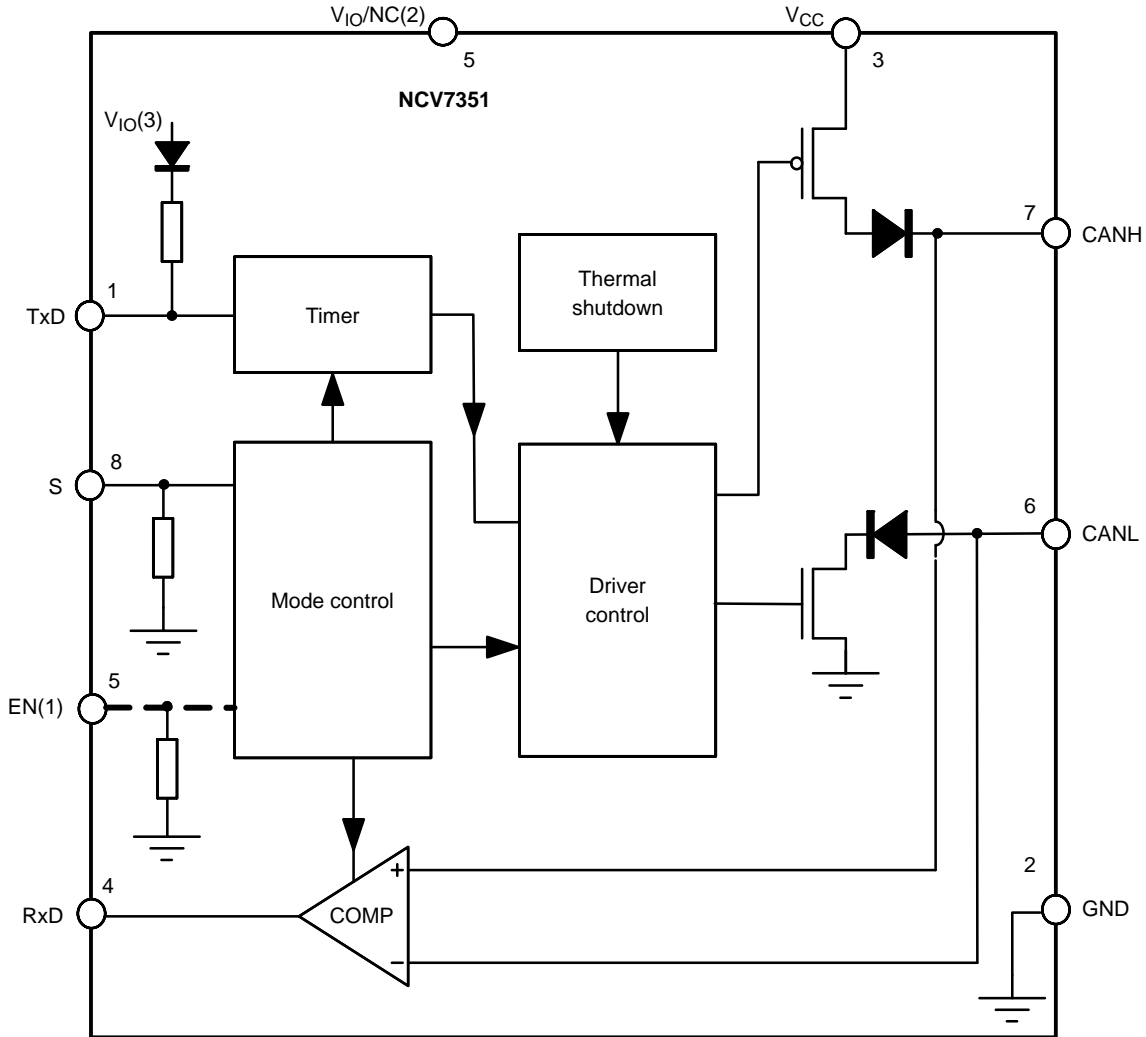 VIO/NC(2)
VCC
5
3
NCV7351
VIO(3)
7
CANH
Thermal
shutdown
1
TxD
Timer
8
S
6
CANL
Mode control
Driver
control
5
EN(1)
2
4
+
RxD
COMP
GND
−